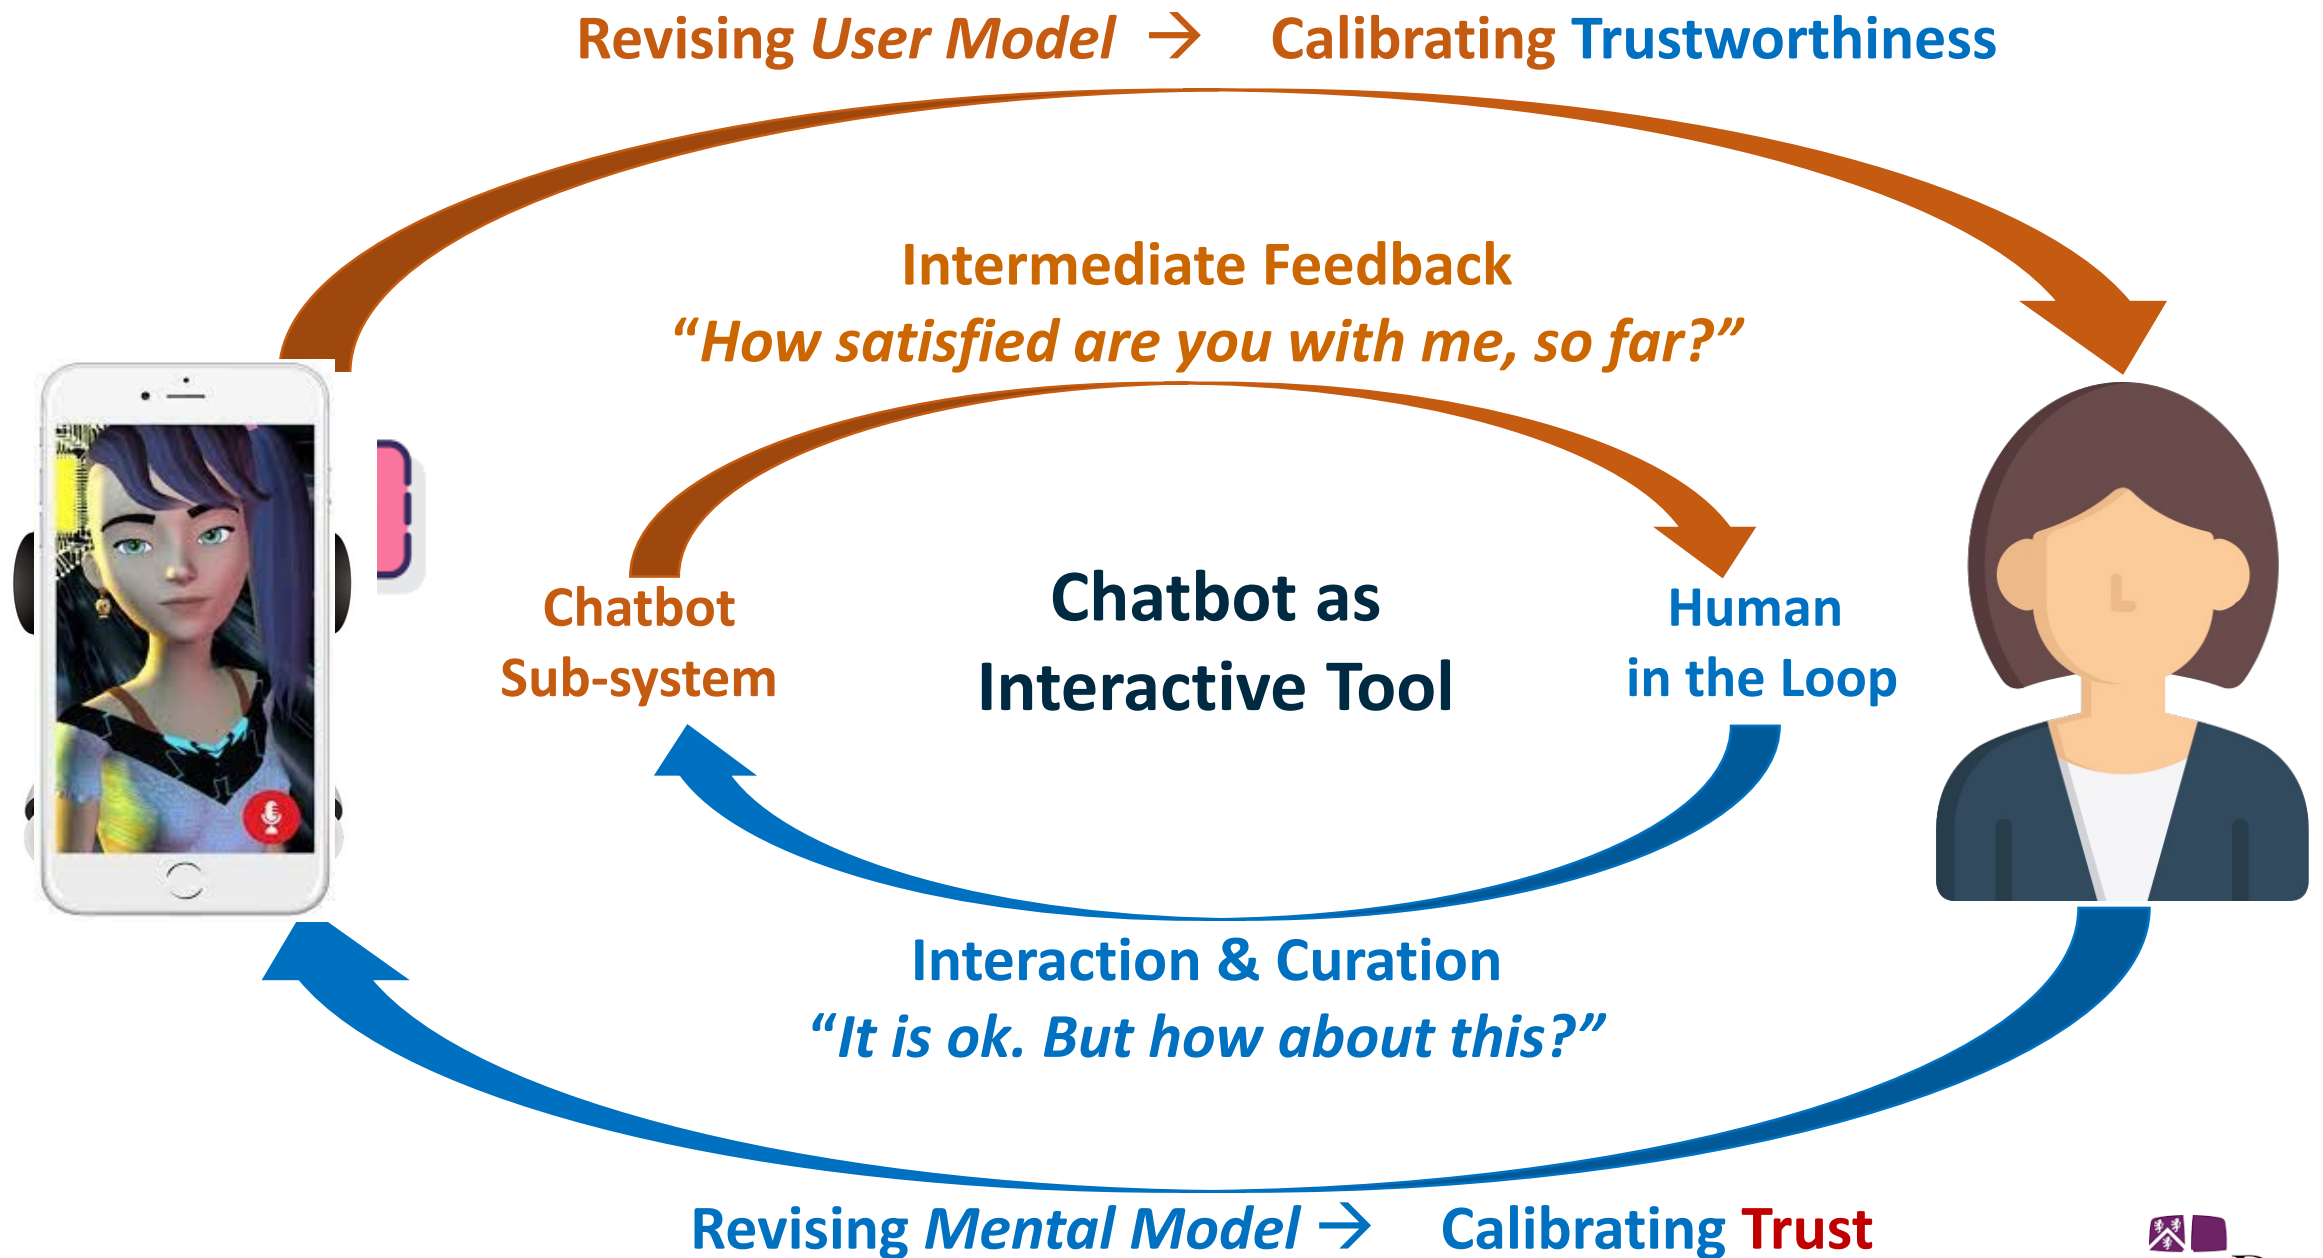 Revising User Model → Calibrating Trustworthiness
Intermediate Feedback
“How satisfied are you with me, so far?”
Chatbot
Sub-system
Chatbot as
Interactive Tool
Human
in the Loop
Interaction & Curation
“It is ok. But how about this?”
Revising Mental Model → Calibrating Trust